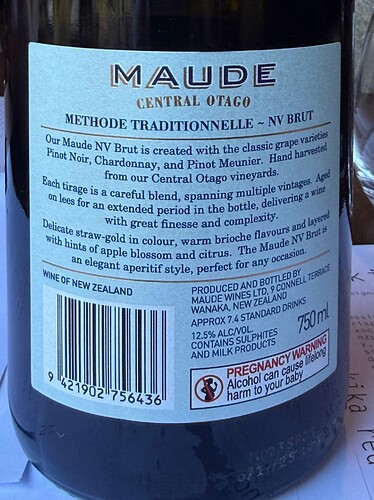 MAUDE
CENTRAL OTAGO
METHODE TRADITIONNELLE ~ NV BRUT
Our Maude NV Brut is created with the classic grape varieties
Pinot Noir, Chardonnay, and Pinot Meunier. Hand harvested
from our Central Otago vineyards.
Each tirage is a careful blend, spanning multiple vintages. Aged
on lees for an extended period in the bottle, delivering a wine
with great finesse and complexity.
Delicate straw-gold in colour, warm brioche flavours and layered
with hints of apple blossom and citrus. The Maude NV Brut is
an elegant aperitif style, perfect for any occasion.
WINE OF NEW ZEALAND
9 421902 756436
PRODUCED AND BOTTLED BY
MAUDE WINES LTD, 9 CONNELL TERRACE
WANAKA, NEW ZEALAND
APPROX 7.4 STANDARD DRINKS
12.5% ALC/VOL.
CONTAINS SULPHITES
AND MILK PRODUCTS
750ml
PREGNANCY WARNING
Alcohol can cause lifelong
harm to your baby